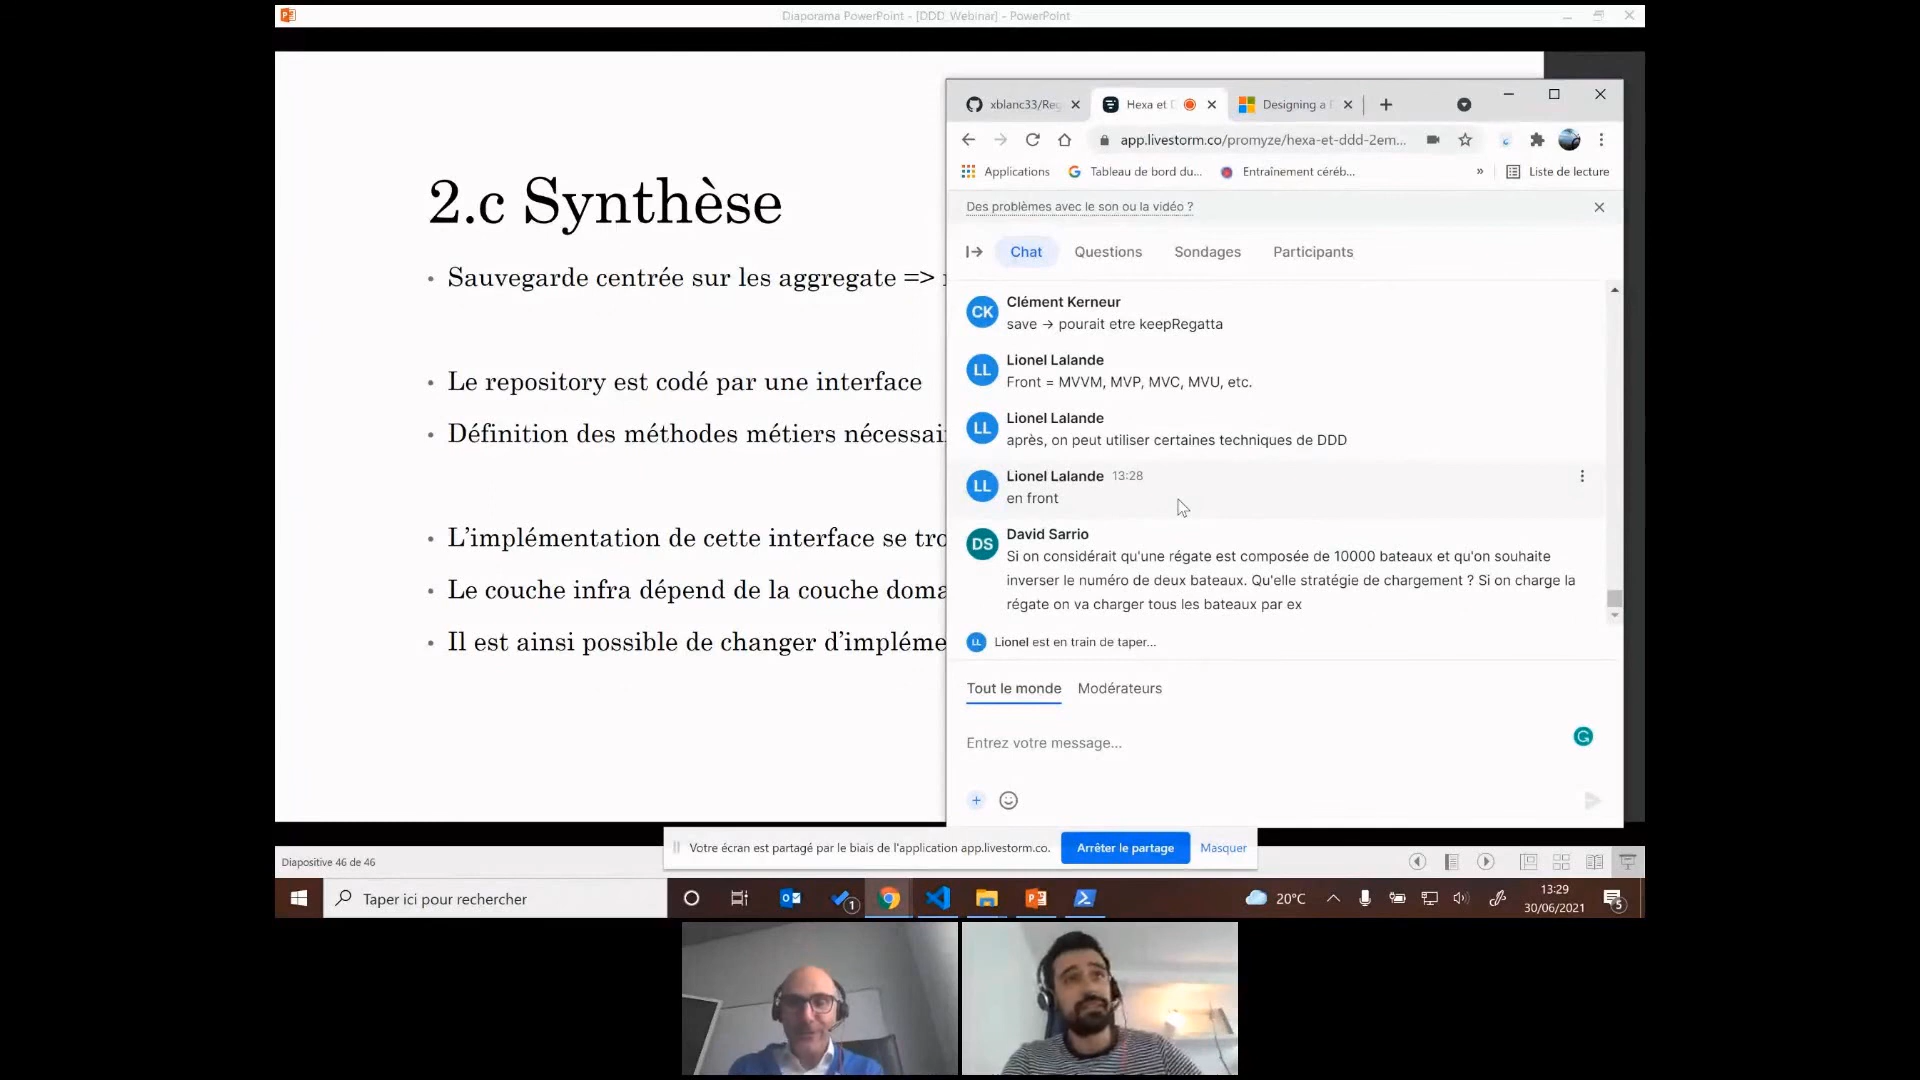 Diaporama PowerPoint - [DDD_Webinar] - PowerPoint
2.c Synthèse
• Sauvegarde centrée sur les aggregate =>
• Le repository est codé par une interface
• Définition des méthodes métiers nécessai
• L’implémentation de cette interface se tro
• Le couche infra dépend de la couche doma
• Il est ainsi possible de changer d’impléme
xblanc33/Reg
Hexa et D
Designing a
app.livestorm.co/promyze/hexa-et-ddd-2em...
Applications
Tableau de bord du...
Entraînement céréb...
»
Liste de lecture
Des problèmes avec le son ou la vidéo ?
Chat
Questions
Sondages
Participants
CK
Clément Kerneur
save → pourait etre keepRegatta
LL
Lionel Lalande
Front = MVVM, MVP, MVC, MVU, etc.
LL
Lionel Lalande
après, on peut utiliser certaines techniques de DDD
LL
Lionel Lalande 13:28
en front
DS
David Sarrio
Si on considérait qu'une régate est composée de 10000 bateaux et qu'on souhaite
inverser le numéro de deux bateaux. Qu'elle stratégie de chargement ? Si on charge la
régate on va charger tous les bateaux par ex
LL Lionel est en train de taper...
Tout le monde
Modérateurs
Entrez votre message...
Votre écran est partagé par le biais de l'application app.livestorm.co.
Arrêter le partage
Masquer
Diapositive 46 de 46
Taper ici pour rechercher
1
20°C
13:29
30/06/2021
5